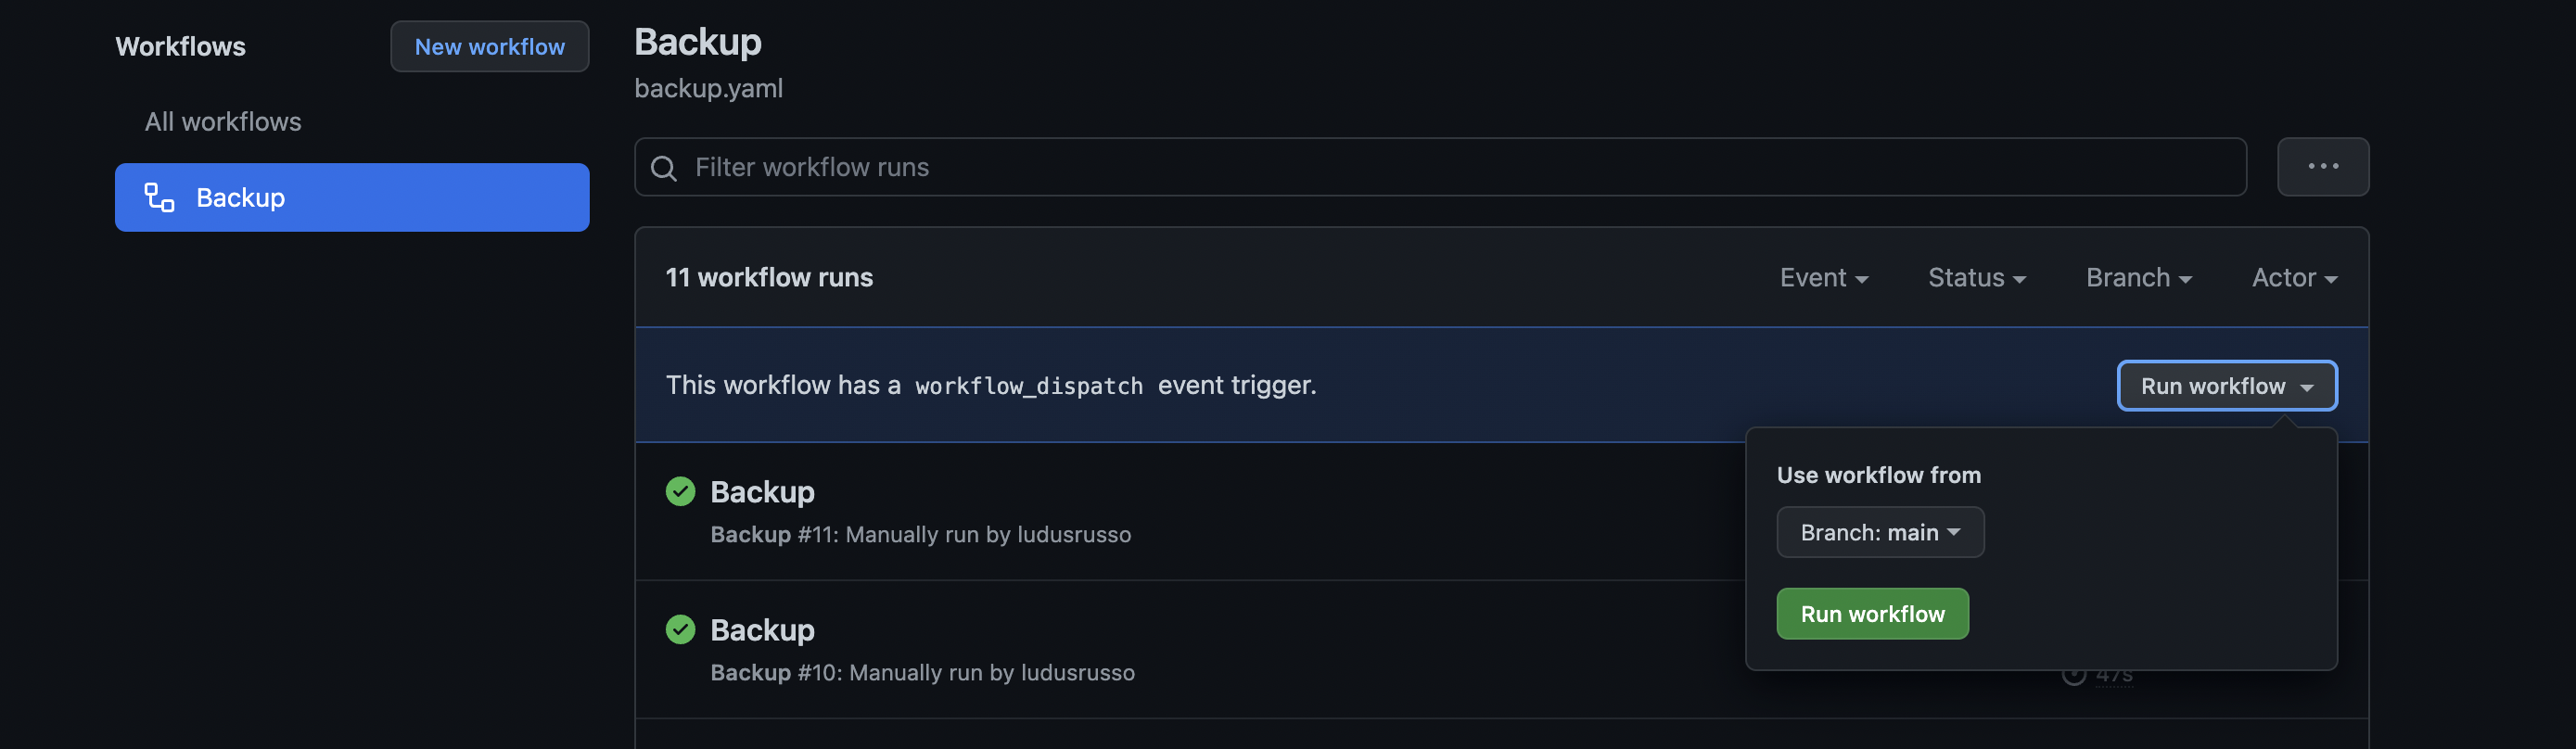 Workflows
New workflow
All workflows
Backup
Backup
backup.yaml
Filter workflow runs
11 workflow runs
Event
Status
Branch
Actor
This workflow has a workflow_dispatch event trigger.
Run workflow
Use workflow from
Branch: main
Run workflow
Backup
Backup #11: Manually run by ludusrusso
Backup
Backup #10: Manually run by ludusrusso
47s